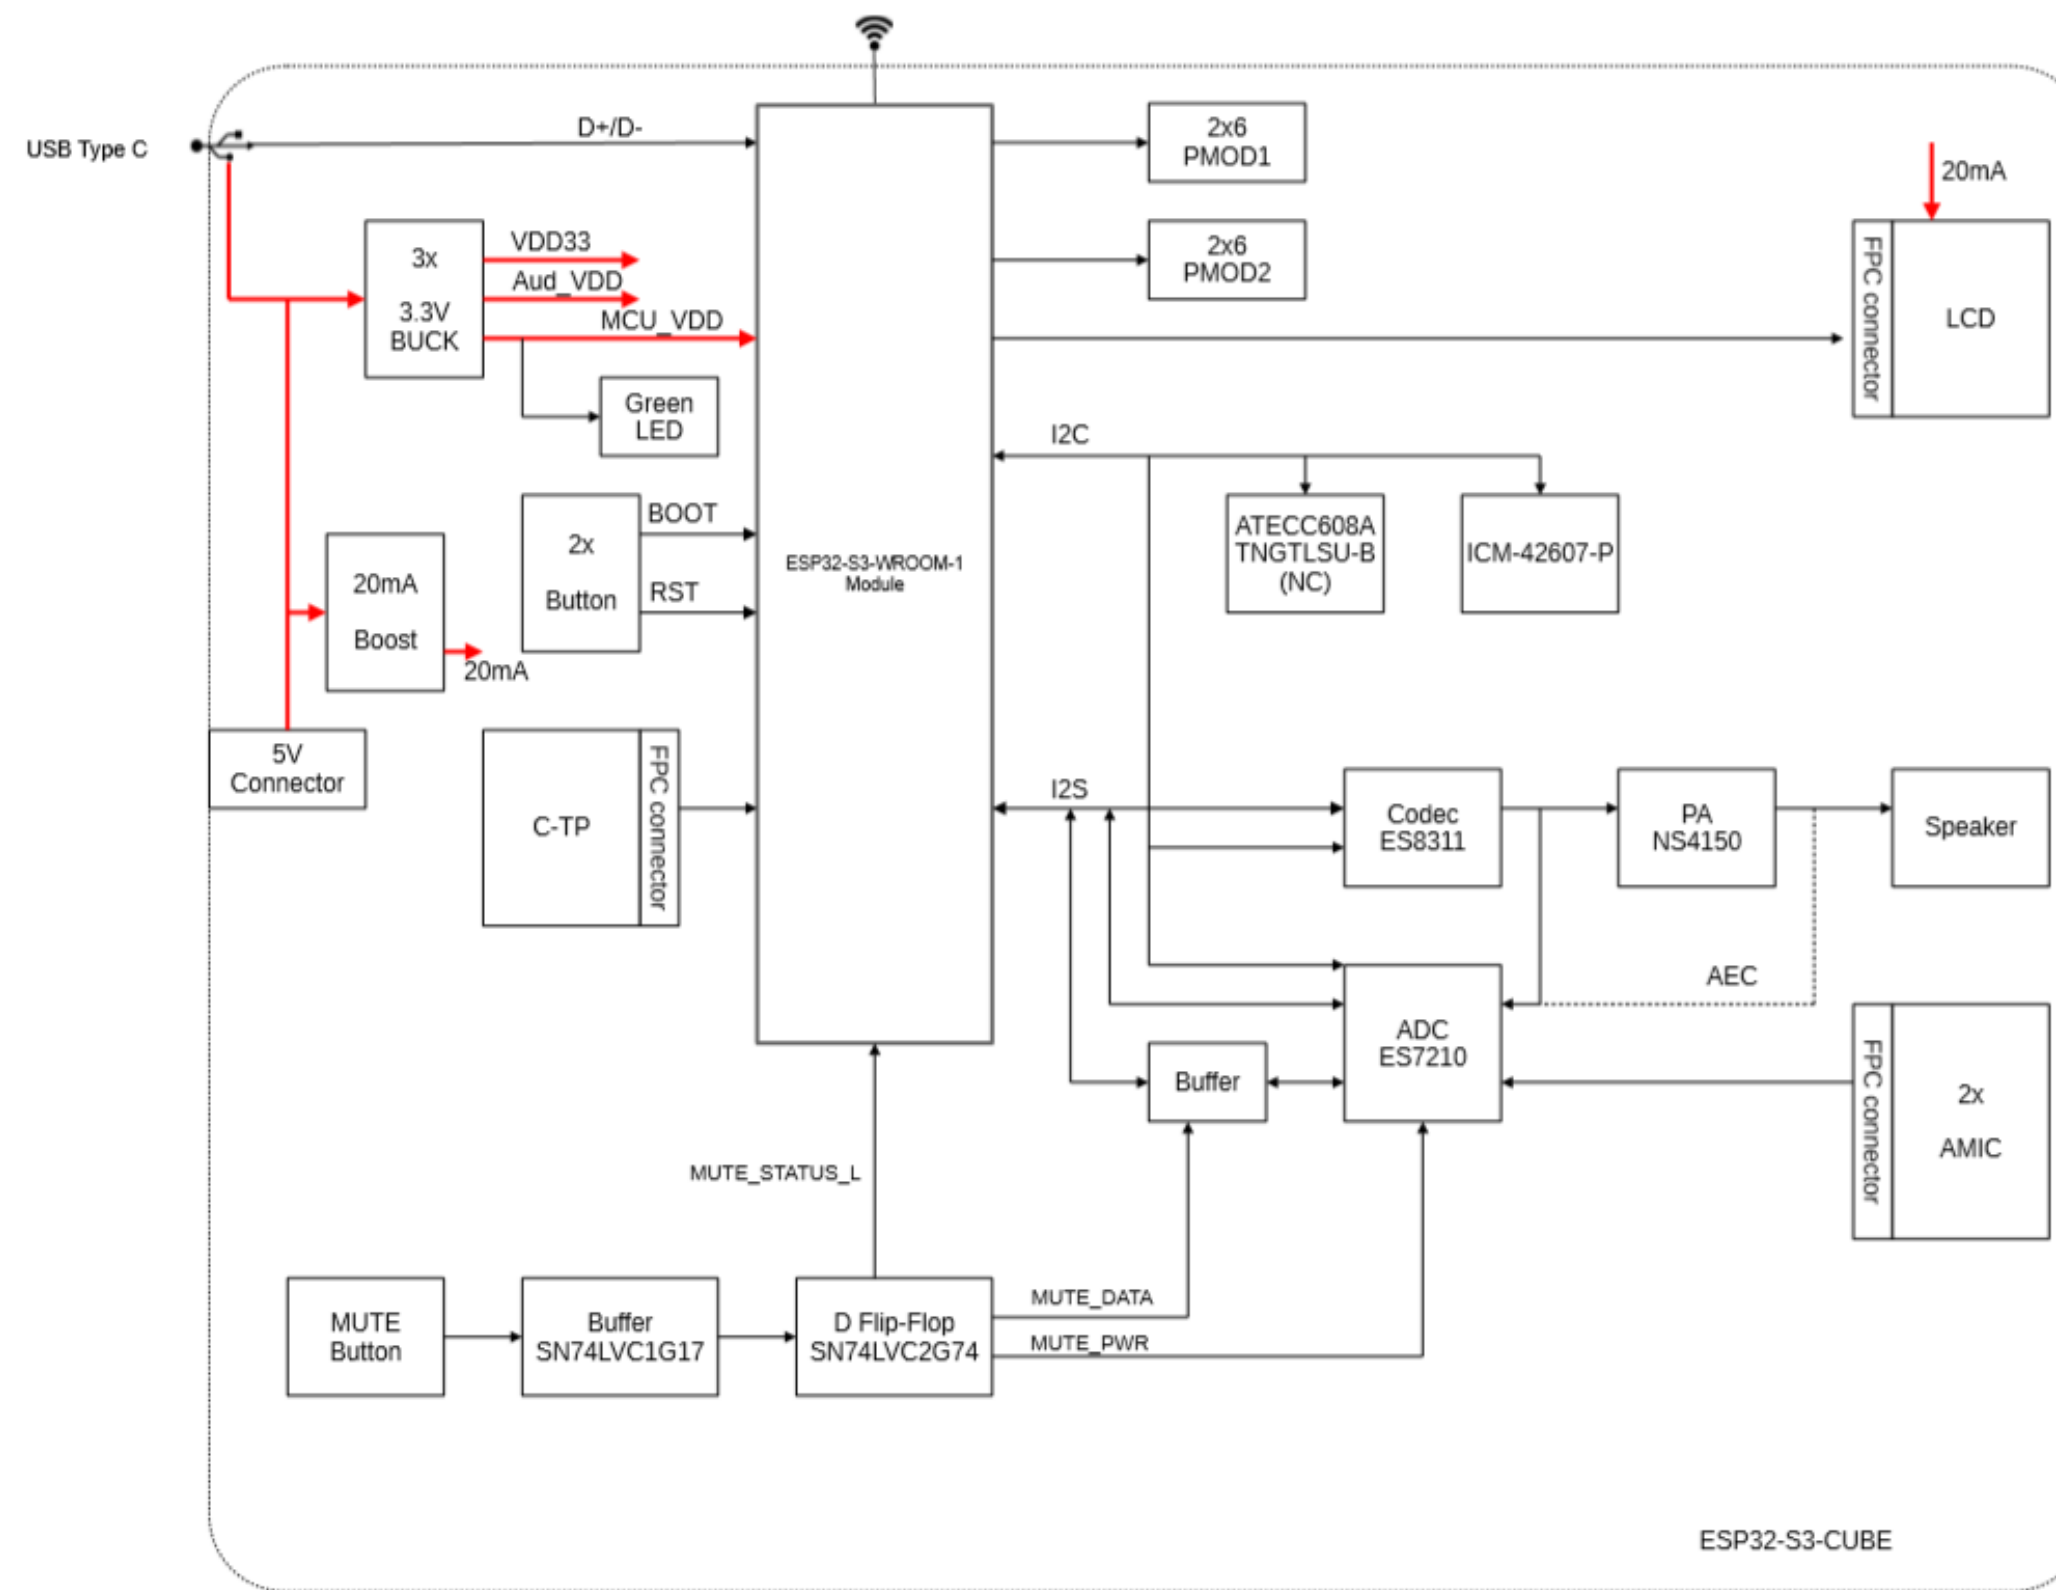 USB Type C
D+/D-
2x6
PMOD1
20mA
3x
3.3V
BUCK
VDD33
Aud_VDD
MCU_VDD
2x6
PMOD2
FPC connector
LCD
Green
LED
I2C
2x
Button
BOOT
RST
ESP32-S3-WROOM-1
Module
ATECC608A
TNGTLSU-B
(NC)
ICM-42607-P
20mA
Boost
20mA
5V
Connector
C-TP
FPC connector
I2S
Codec
ES8311
PA
NS4150
Speaker
AEC
ADC
ES7210
Buffer
FPC connector
2x
AMIC
MUTE_STATUS_L
MUTE
Button
Buffer
SN74LVC1G17
D Flip-Flop
SN74LVC2G74
MUTE_DATA
MUTE_PWR
ESP32-S3-CUBE